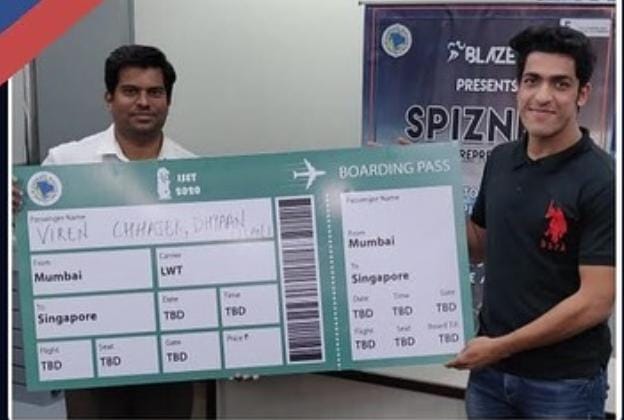 BLAZE
PRESENTS
SPIZN
IIST
2020
BOARDING PASS
Passenger Name
VIREN CHHAJER, DHYAAN
From
Mumbai
Carrier
LWT
To
Singapore
Date
TBD
Time
TBD
Flight
TBD
Seat
TBD
Gate
TBD
Price ₹
Passenger Name
From
Mumbai
To
Singapore
Date
TBD
Time
TBD
Gate
TBD
Flight
TBD
Seat
TBD
Board Till
TBD